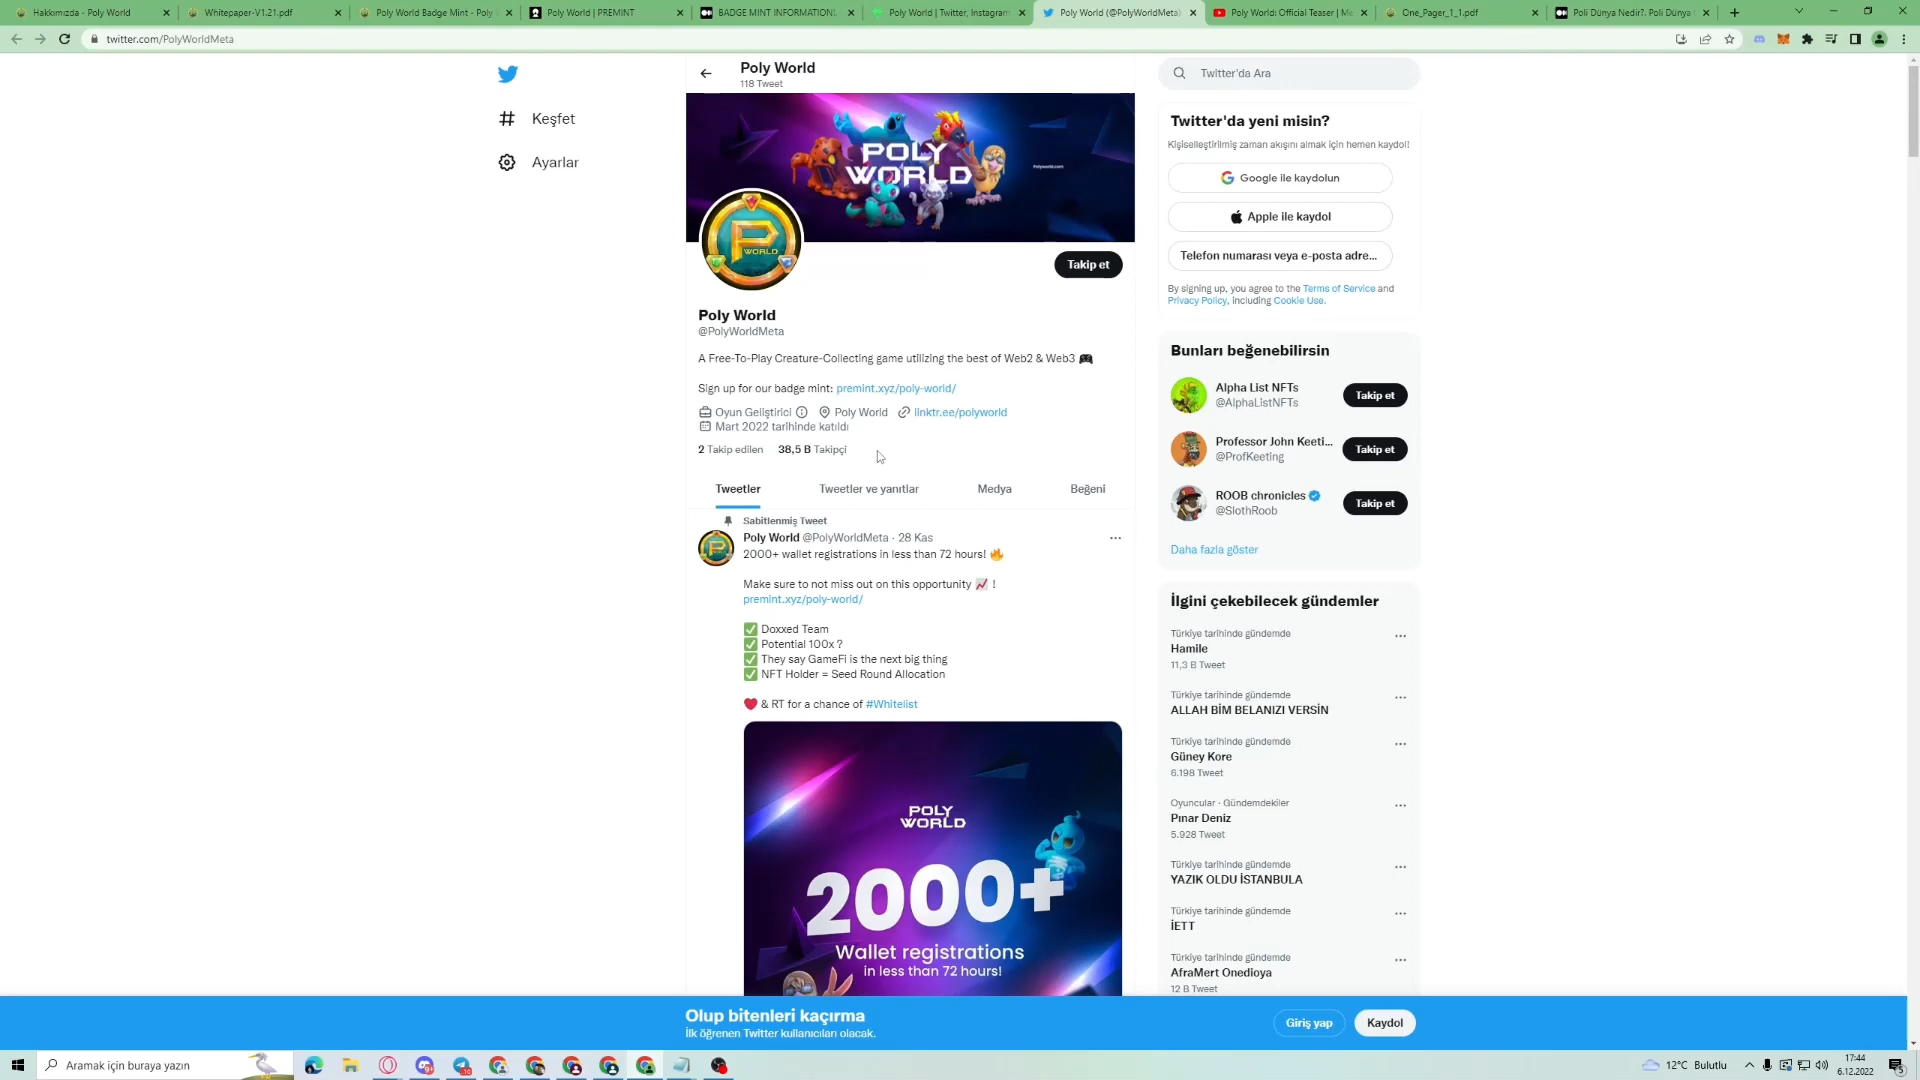 Hakkımızda - Poly World
Whitepaper-V1.21.pdf
Poly World Badge Mint - Poly
Poly World | PREMINT
BADGE MINT INFORMATION!
Poly World | Twitter, Instagram
Poly World (@PolyWorldMeta)
Poly World: Official Teaser | Me
One_Pager_1_1.pdf
Poli Dünya Nedir?. Poli Dünya
twitter.com/PolyWorldMeta
Keşfet
Ayarlar
Poly World
118 Tweet
POLY
WORLD
Polyworld.com
P
WORLD
Takip et
Poly World
@PolyWorldMeta
A Free-To-Play Creature-Collecting game utilizing the best of Web2 & Web3 🎮
Sign up for our badge mint: premint.xyz/poly-world/
Oyun Geliştirici Poly World linktr.ee/polyworld
Mart 2022 tarihinde katıldı
2 Takip edilen 38,5 B Takipçi
Tweetler Tweetler ve yanıtlar Medya Beğeni
Sabitlenmiş Tweet
Poly World @PolyWorldMeta · 28 Kas
2000+ wallet registrations in less than 72 hours! 🔥
Make sure to not miss out on this opportunity 📈 !
premint.xyz/poly-world/
✅ Doxxed Team
✅ Potential 100x ?
✅ They say GameFi is the next big thing
✅ NFT Holder = Seed Round Allocation
❤️ & RT for a chance of #Whitelist
POLY
WORLD
2000+
Wallet registrations
in less than 72 hours!
Twitter'da Ara
Twitter'da yeni misin?
Kişiselleştirilmiş zaman akışını almak için hemen kaydol!
Google ile kaydolun
Apple ile kaydol
Telefon numarası veya e-posta adre...
By signing up, you agree to the Terms of Service and
Privacy Policy, including Cookie Use.
Bunları beğenebilirsin
Alpha List NFTs
@AlphaListNFTs
Takip et
Professor John Keeti...
@ProfKeeting
Takip et
ROOB chronicles
@SlothRoob
Takip et
Daha fazla göster
İlgini çekebilecek gündemler
Türkiye tarihinde gündemde
Hamile
11,3 B Tweet
Türkiye tarihinde gündemde
ALLAH BİM BELANIZI VERSİN
Türkiye tarihinde gündemde
Güney Kore
6.198 Tweet
Oyuncular · Gündemdekiler
Pınar Deniz
5.928 Tweet
Türkiye tarihinde gündemde
YAZIK OLDU İSTANBULA
Türkiye tarihinde gündemde
İETT
Türkiye tarihinde gündemde
AfraMert Onedioya
12 B Tweet
Olup bitenleri kaçırma
İlk öğrenen Twitter kullanıcıları olacak.
Giriş yap
Kaydol
Aramak için buraya yazın
12°C Bulutlu
17:44
6.12.2022